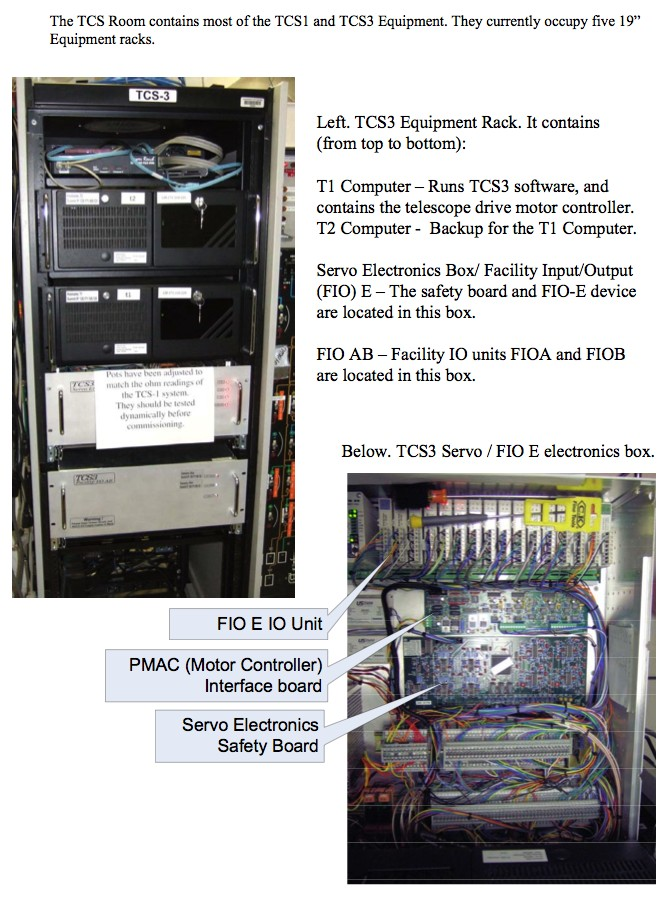 The TCS Room contains most of the TCS1 and TCS3 Equipment. They currently occupy five 19”
Equipment racks.
TCS-3
t2
t1
TCS3
Pots have been adjusted to
match the ohm readings of
the TCS-1 system.
They should be tested
dynamically before
commissioning.
TCS3
Left. TCS3 Equipment Rack. It contains
(from top to bottom):
T1 Computer – Runs TCS3 software, and
contains the telescope drive motor controller.
T2 Computer - Backup for the T1 Computer.
Servo Electronics Box/ Facility Input/Output
(FIO) E – The safety board and FIO-E device
are located in this box.
FIO AB – Facility IO units FIOA and FIOB
are located in this box.
Below. TCS3 Servo / FIO E electronics box.
FIO E IO Unit
PMAC (Motor Controller)
Interface board
Servo Electronics
Safety Board